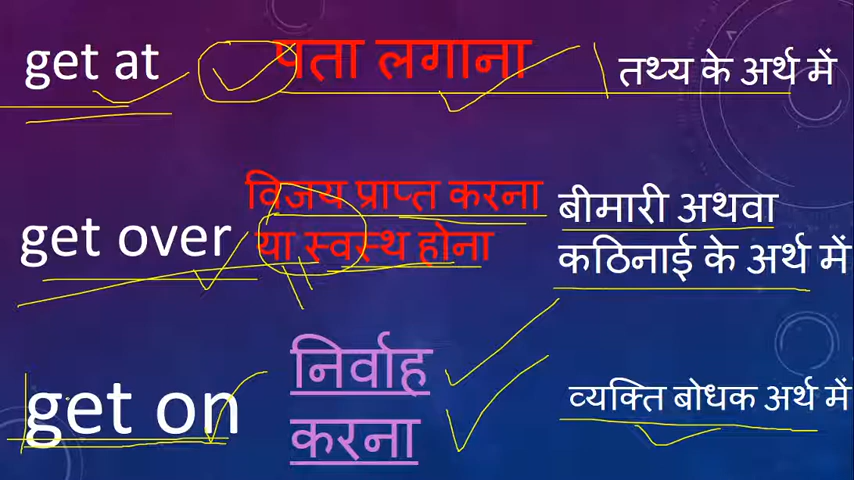 get at पता लगाना तथ्य के अर्थ में
get over विजय प्राप्त करना बीमारी अथवा
या स्वस्थ होना कठिनाई के अर्थ में
get on निर्वाह व्यक्ति बोधक अर्थ में
करना